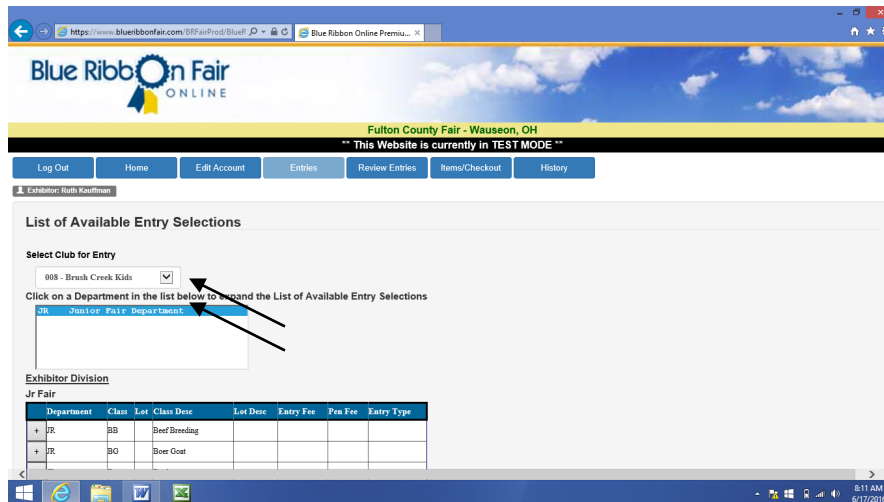 https://www.blueribbonfair.com/BRFairProd/BlueR
Blue Ribbon Online Premiu...
Blue Ribbon Fair
ONLINE
Fulton County Fair - Wauseon, OH
** This Website is currently in TEST MODE **
Log Out Home Edit Account Entries Review Entries Items/Checkout History
Exhibitor: Ruth Kauffman
List of Available Entry Selections
Select Club for Entry
008 - Brush Creek Kids
Click on a Department in the list below to expand the List of Available Entry Selections
JR Junior Fair Department
Exhibitor Division
Jr Fair
Department Class Lot Class Desc Lot Desc Entry Fee Pen Fee Entry Type
+ JR BB Beef Breeding
+ JR BG Boer Goat
8:11 AM
6/17/2016